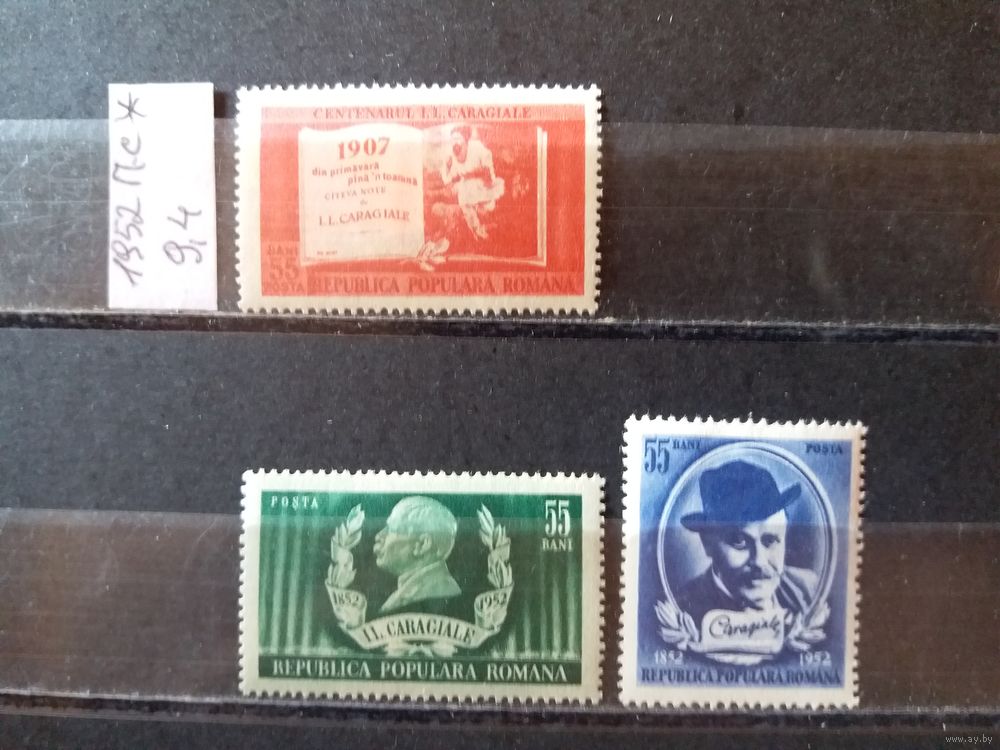 1952 П/с *
9,4
CENTENARUL I.L. CARAGIALE
1907
din primăvară
pînă 'n toamnă
CÎTEVA NOTE
de
I.L. CARAGIALE
BANI
55
POSTA
REPUBLICA POPULARA ROMANA
POSTA
55
BANI
1852
1952
I.L. CARAGIALE
REPUBLICA POPULARA ROMANA
55 BANI
POSTA
Caragiale
1852 1952
REPUBLICA POPULARA ROMANA
www.ay.by